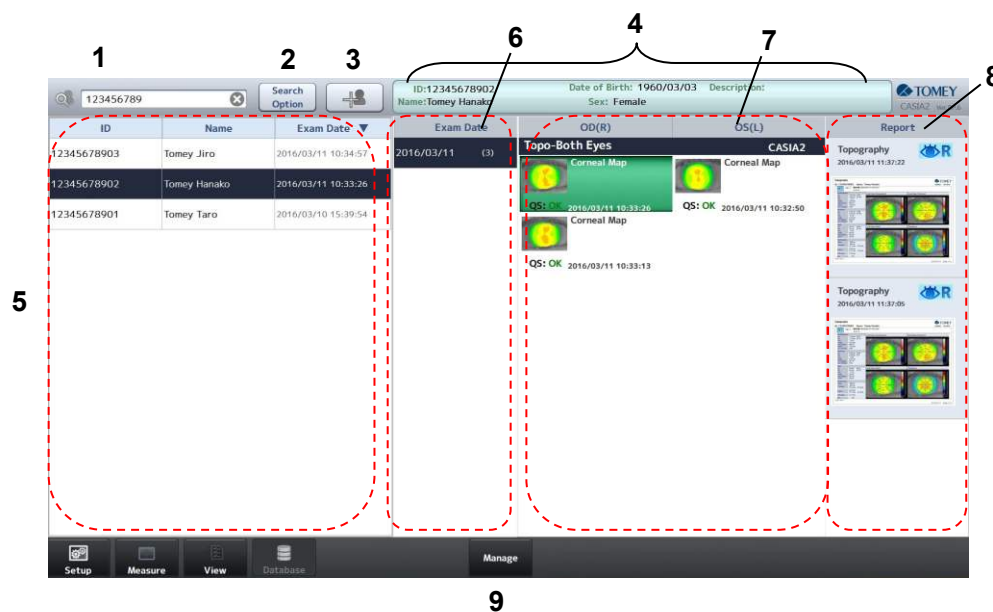 1
2
3
4
6
7
8
123456789
Search
Option
ID:12345678902
Date of Birth: 1960/03/03
Description:
Name:Tomey Hanako
Sex: Female
TOMEY
CASIA2
ID
Name
Exam Date ▼
Exam Date
OD(R)
OS(L)
Report
12345678903
Tomey Jiro
2016/03/11 10:34:57
12345678902
Tomey Hanako
2016/03/11 10:33:26
12345678901
Tomey Taro
2016/03/10 15:39:54
2016/03/11 (3)
Topo-Both Eyes
CASIA2
Corneal Map
QS: OK 2016/03/11 10:33:26
Corneal Map
QS: OK 2016/03/11 10:32:50
Corneal Map
QS: OK 2016/03/11 10:33:13
Topography
R
2016/03/11 11:37:22
Topography
R
2016/03/11 11:37:05
5
Setup
Measure
View
Database
Manage
9